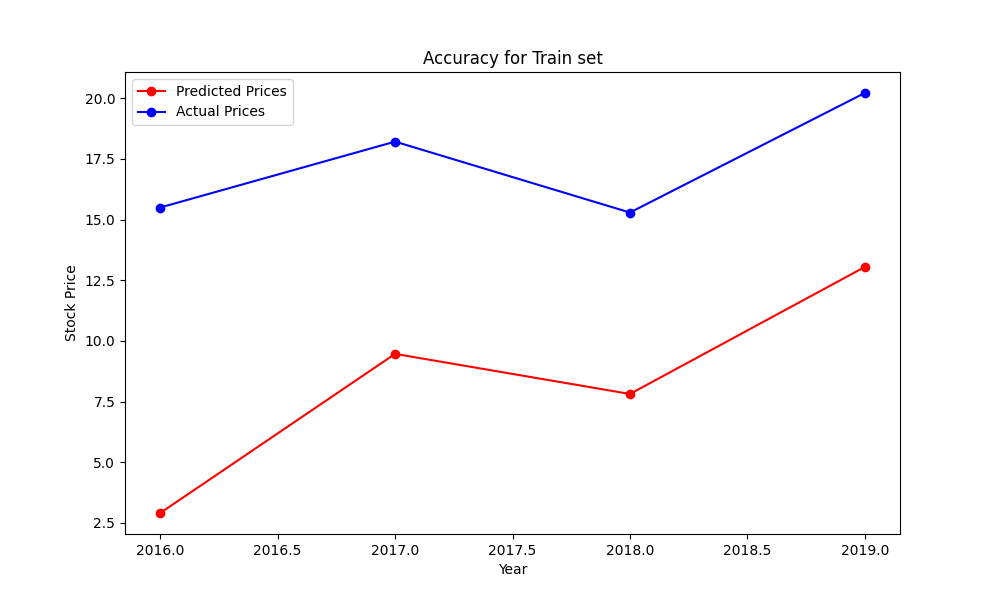 Accuracy for Train set
Predicted Prices
Actual Prices
20.0
17.5
15.0
12.5
10.0
7.5
5.0
2.5
Stock Price
2016.0 2016.5 2017.0 2017.5 2018.0 2018.5 2019.0
Year